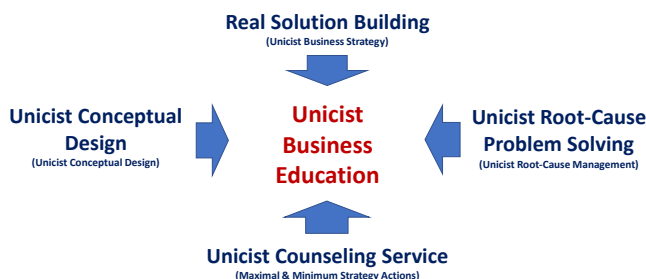 Real Solution Building
(Unicist Business Strategy)
Unicist Conceptual
Design
(Unicist Conceptual Design)
Unicist
Business
Education
Unicist Root-Cause
Problem Solving
(Unicist Root-Cause Management)
Unicist Counseling Service
(Maximal & Minimum Strategy Actions)